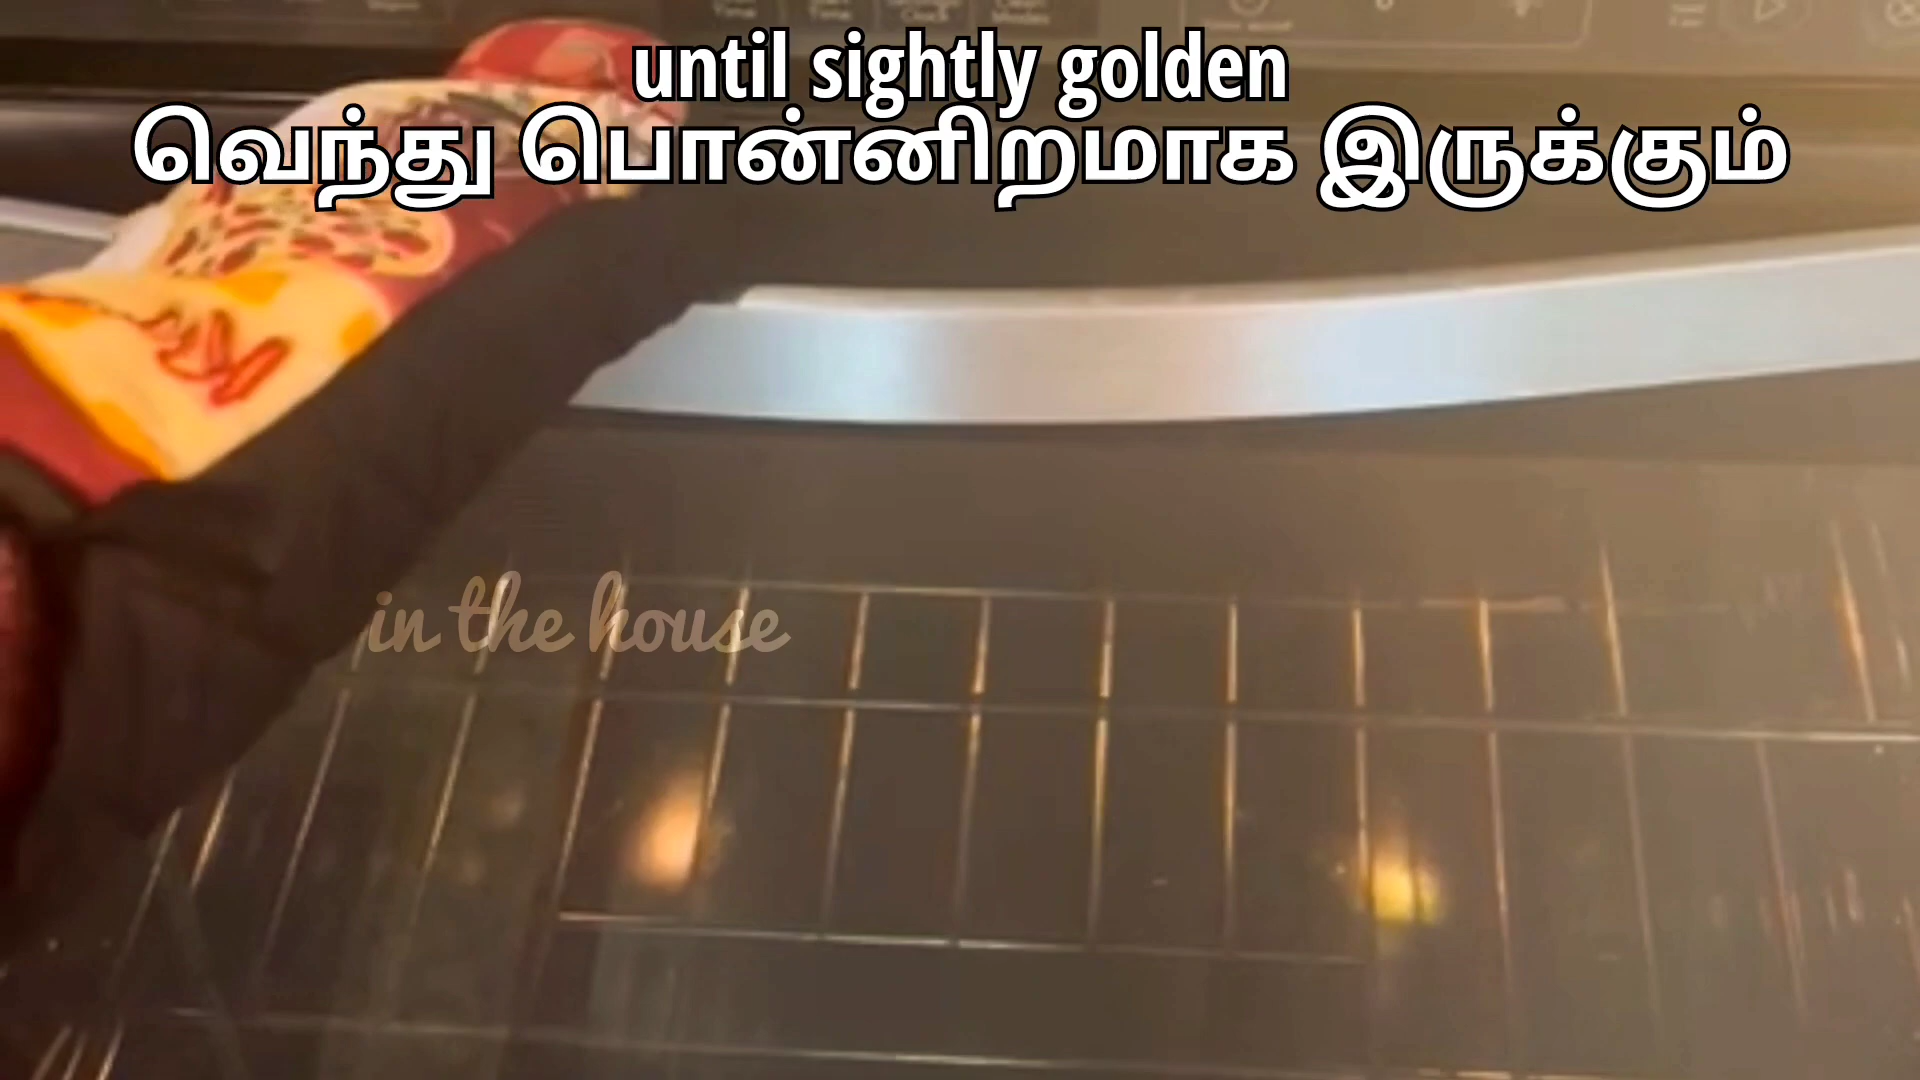 until sightly golden
வெந்து பொன்னிறமாக இருக்கும்
in the house